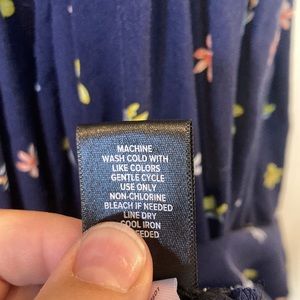 MACHINE
WASH COLD WITH
LIKE COLORS
GENTLE CYCLE
USE ONLY
NON-CHLORINE
BLEACH IF NEEDED
LINE DRY
COOL IRON
EEDED